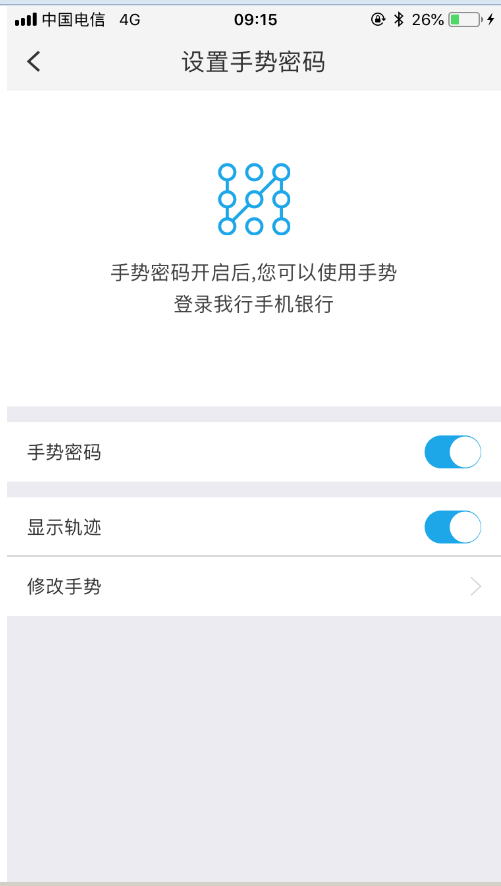 中国电信 4G 09:15 26%
设置手势密码
手势密码开启后,您可以使用手势
登录我行手机银行
手势密码
显示轨迹
修改手势